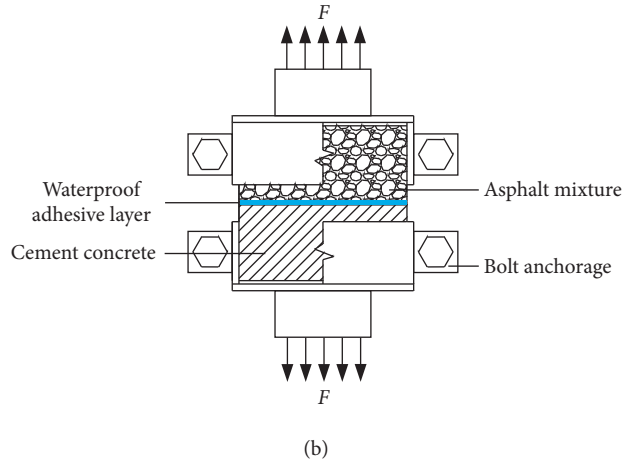 F
Waterproof
adhesive layer
Asphalt mixture
Cement concrete
Bolt anchorage
F
(b)